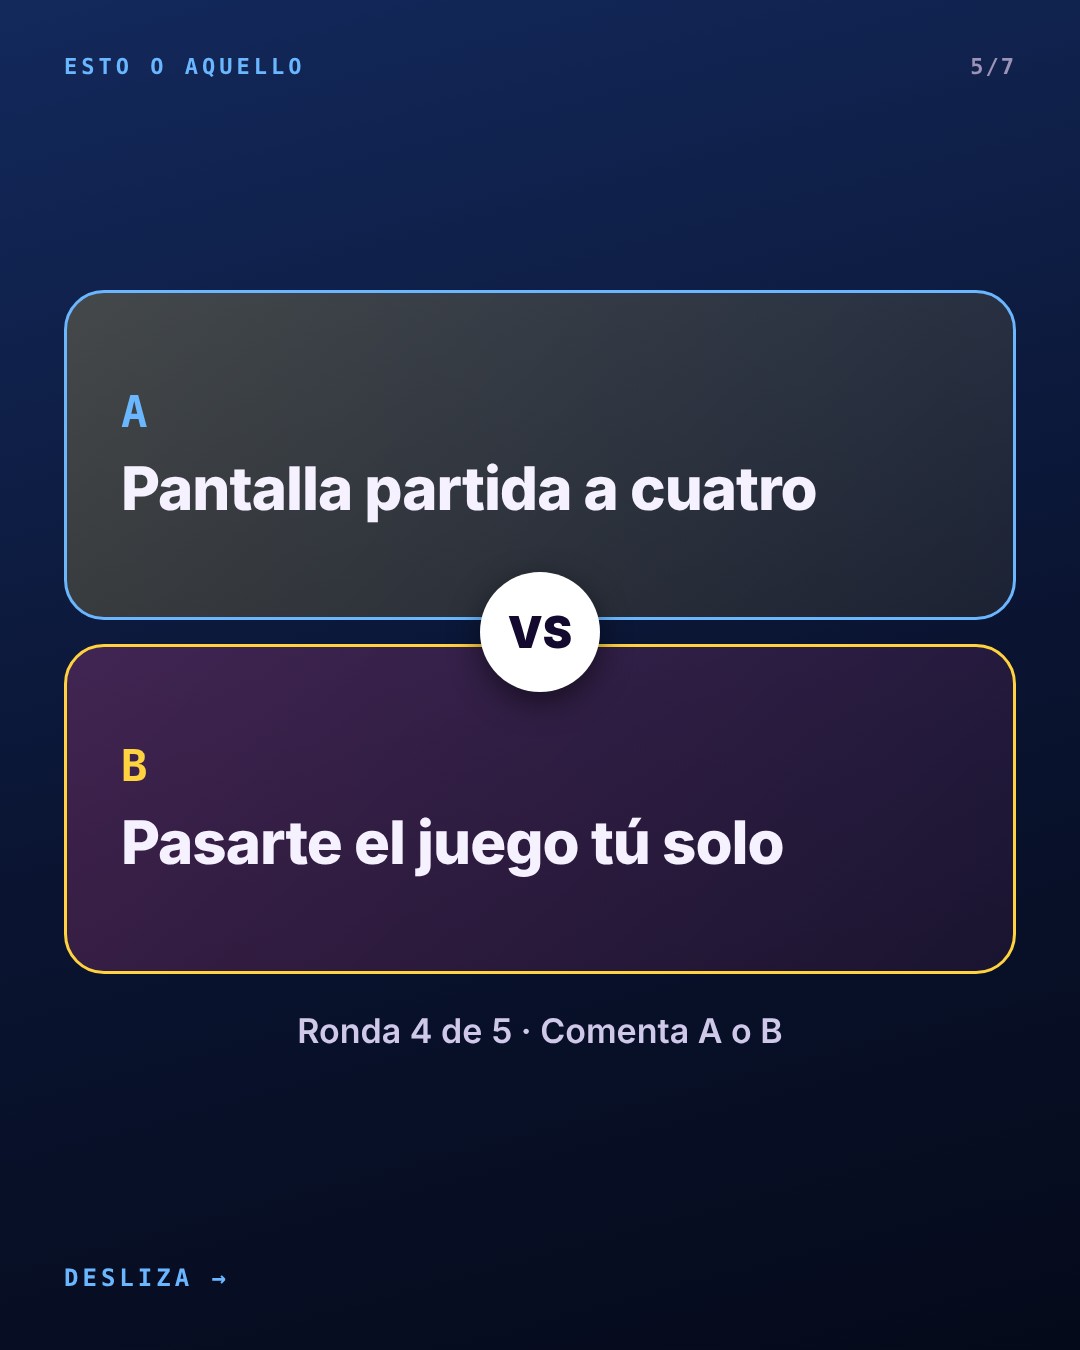 ESTO O AQUELLO
5/7
A
Pantalla partida a cuatro
VS
B
Pasarte el juego tú solo
Ronda 4 de 5 · Comenta A o B
DESLIZA →